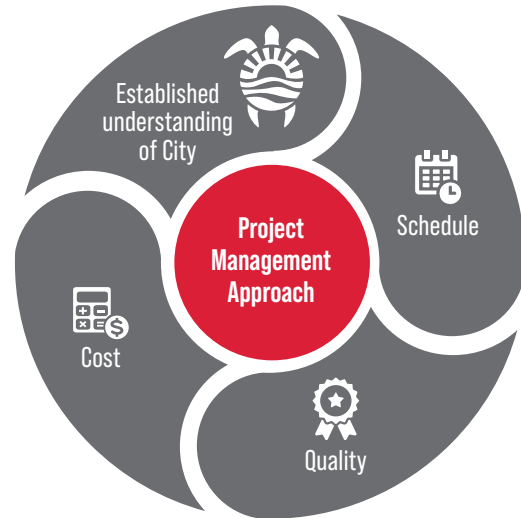 Established
understanding
of City
Schedule
Project
Management
Approach
Cost
$
Quality